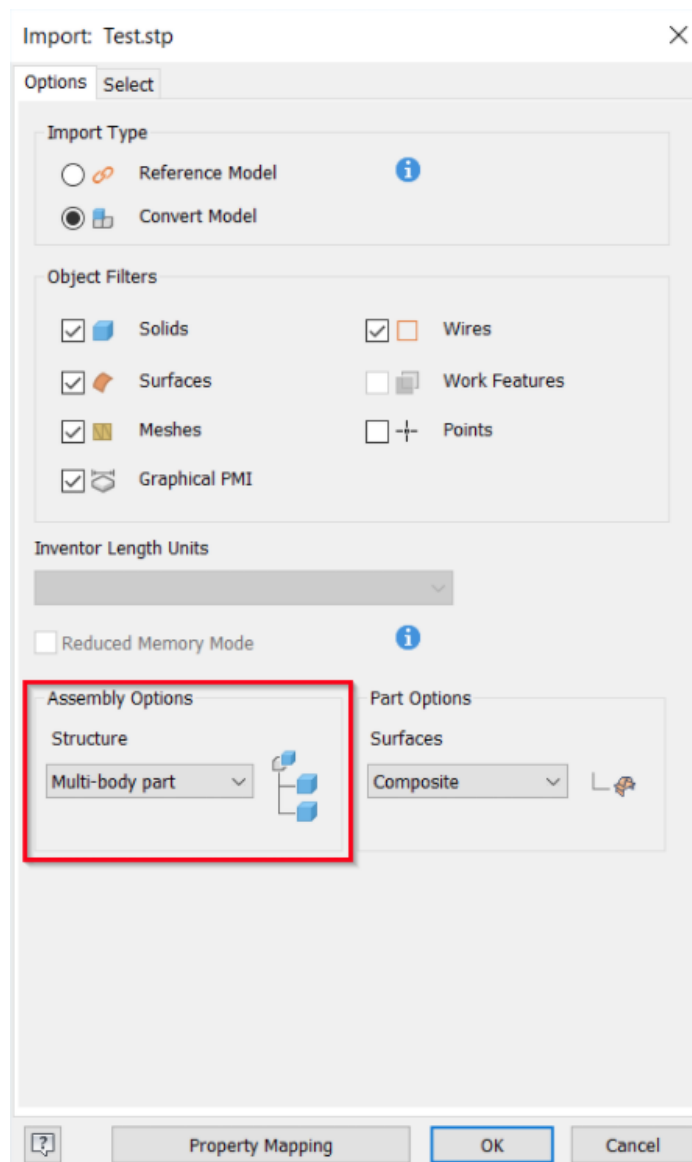 Import: Test.stp
Options Select
Import Type
Reference Model
Convert Model
Object Filters
Solids Wires
Surfaces Work Features
Meshes Points
Graphical PMI
Inventor Length Units
Reduced Memory Mode
Assembly Options Part Options
Structure Surfaces
Multi-body part Composite
Property Mapping OK Cancel